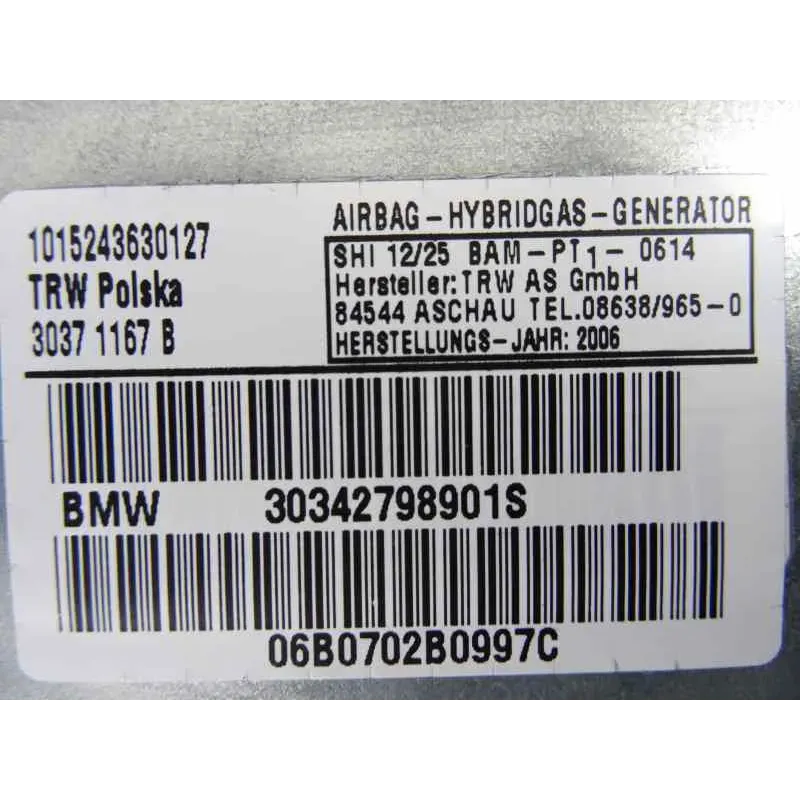 1015243630127
TRW Polska
3037 1167 B
AIRBAG-HYBRIDGAS-GENERATOR
SHI 12/25 BAM-PT1-0614
Hersteller:TRW AS GmbH
84544 ASCHAU TEL.08638/965-0
HERSTELLUNGS-JAHR: 2006
BMW 30342798901S
06B0702B0997C